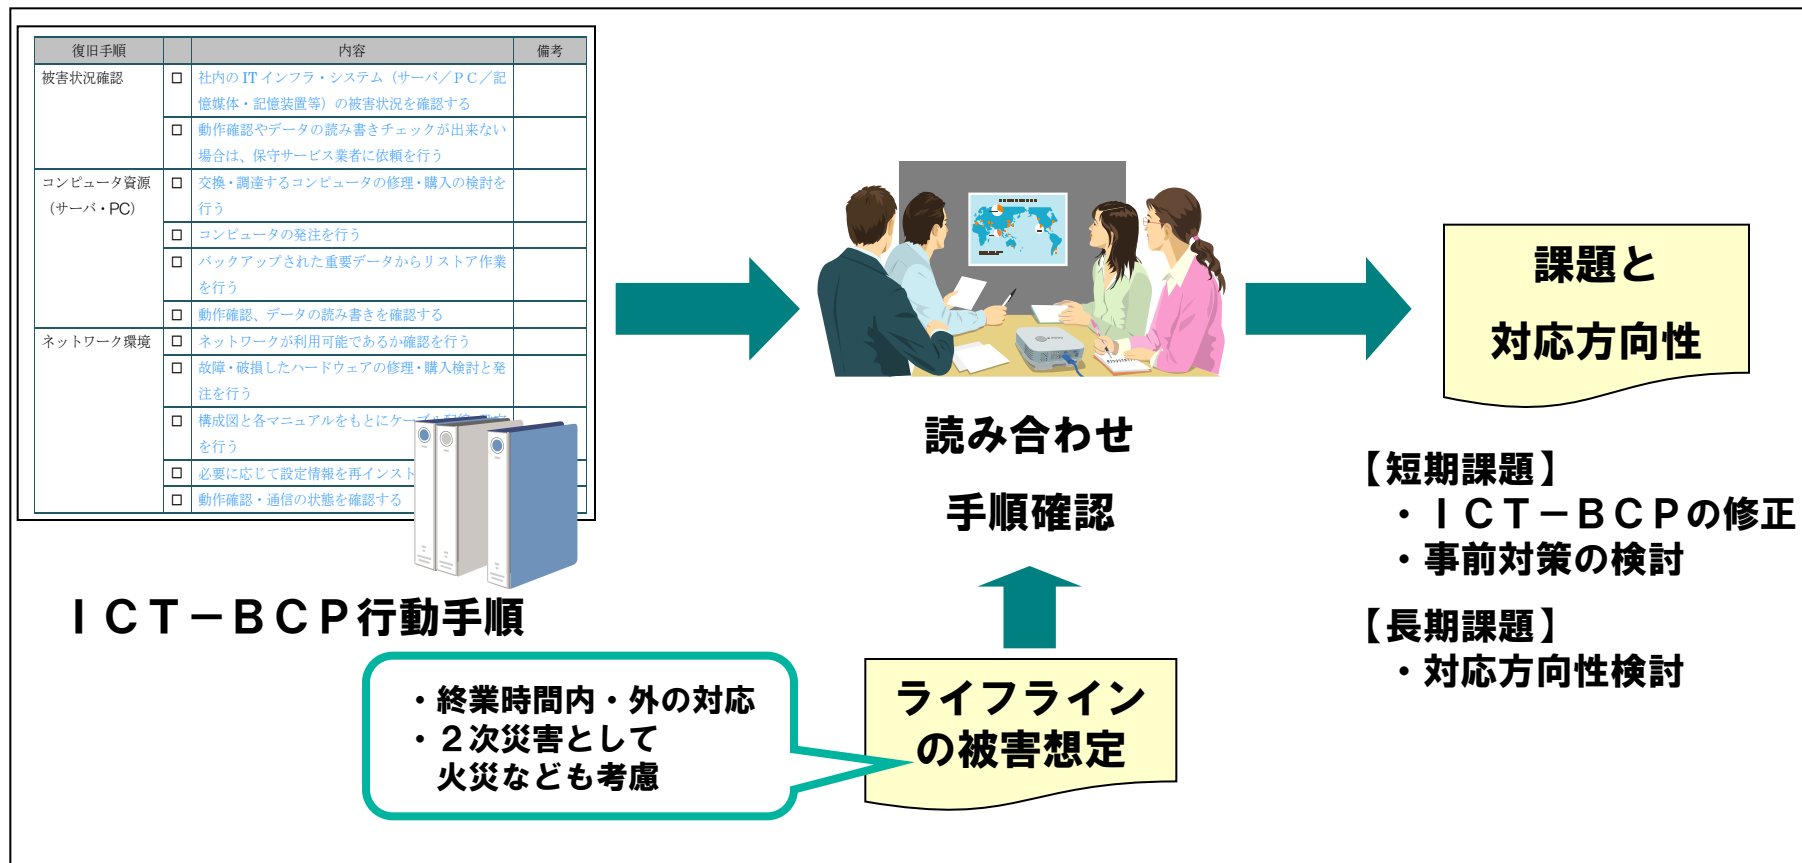 復旧手順 内容 備考
被害状況確認 □ 社内の IT インフラ・システム（サーバ／ＰＣ／記
憶媒体・記憶装置等）の被害状況を確認する
□ 動作確認やデータの読み書きチェックが出来ない
場合は、保守サービス業者に依頼を行う
コンピュータ資源 □ 交換・調達するコンピュータの修理・購入の検討を
（サーバ・PC） 行う
□ コンピュータの発注を行う
□ バックアップされた重要データからリストア作業
を行う
□ 動作確認、データの読み書きを確認する
ネットワーク環境 □ ネットワークが利用可能であるか確認を行う
□ 故障・破損したハードウェアの修理・購入検討と発
注を行う
□ 構成図と各マニュアルをもとにケーブル
を行う
□ 必要に応じて設定情報を再インスト
□ 動作確認・通信の状態を確認する
ＩＣＴ－ＢＣＰ行動手順
・終業時間内・外の対応
・２次災害として
火災なども考慮
ライフライン
の被害想定
読み合わせ
手順確認
課題と
対応方向性
【短期課題】
・ＩＣＴ－ＢＣＰの修正
・事前対策の検討
【長期課題】
・対応方向性検討